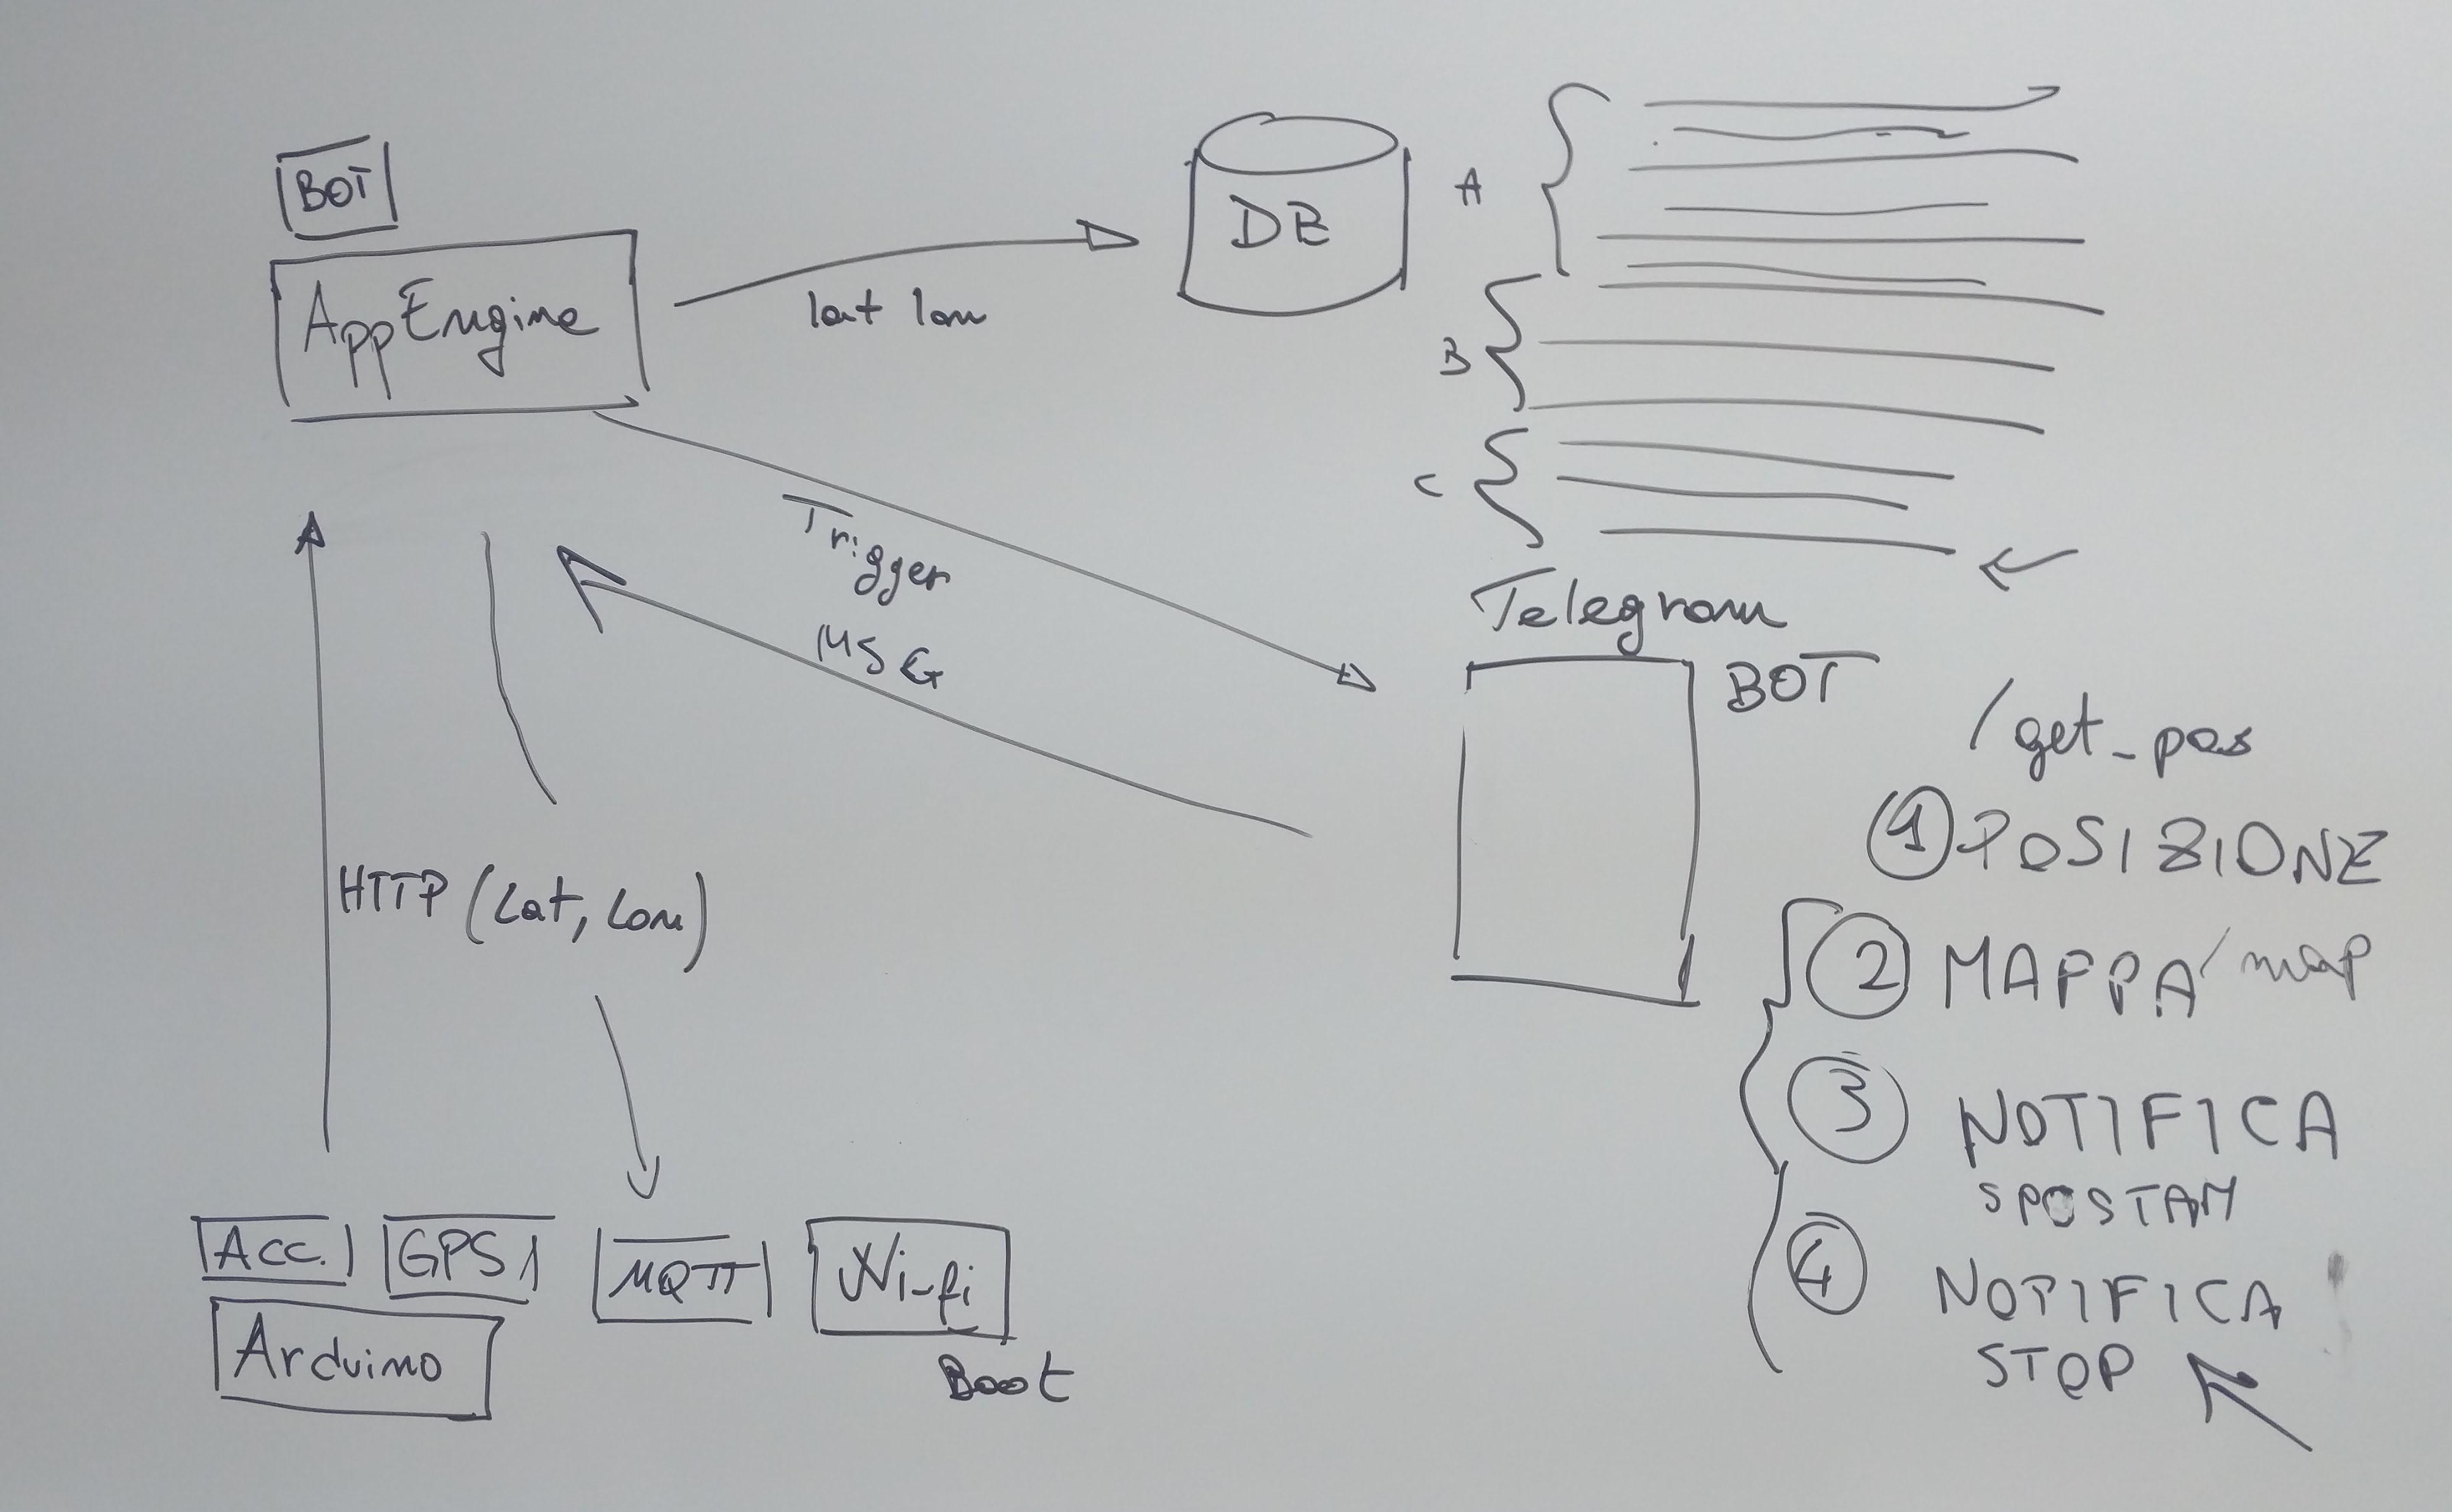 BOT
AppEngine
lat lon
DB
A
B
C
Trigger
MSG
Telegram
BOT
/get_pos
1 POSIZIONE
2 MAPPA /map
3 NOTIFICA
SPOSTAM
4 NOTIFICA
STOP
HTTP (Lat, Lon)
Acc.
GPS
MQTT
Wi-fi
Boot
Arduino